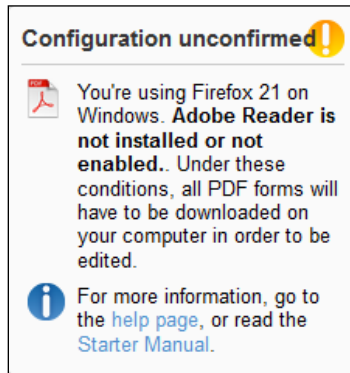 Configuration unconfirmed
PDF
You're using Firefox 21 on
Windows. Adobe Reader is
not installed or not
enabled.. Under these
conditions, all PDF forms will
have to be downloaded on
your computer in order to be
edited.
For more information, go to
the help page, or read the
Starter Manual.